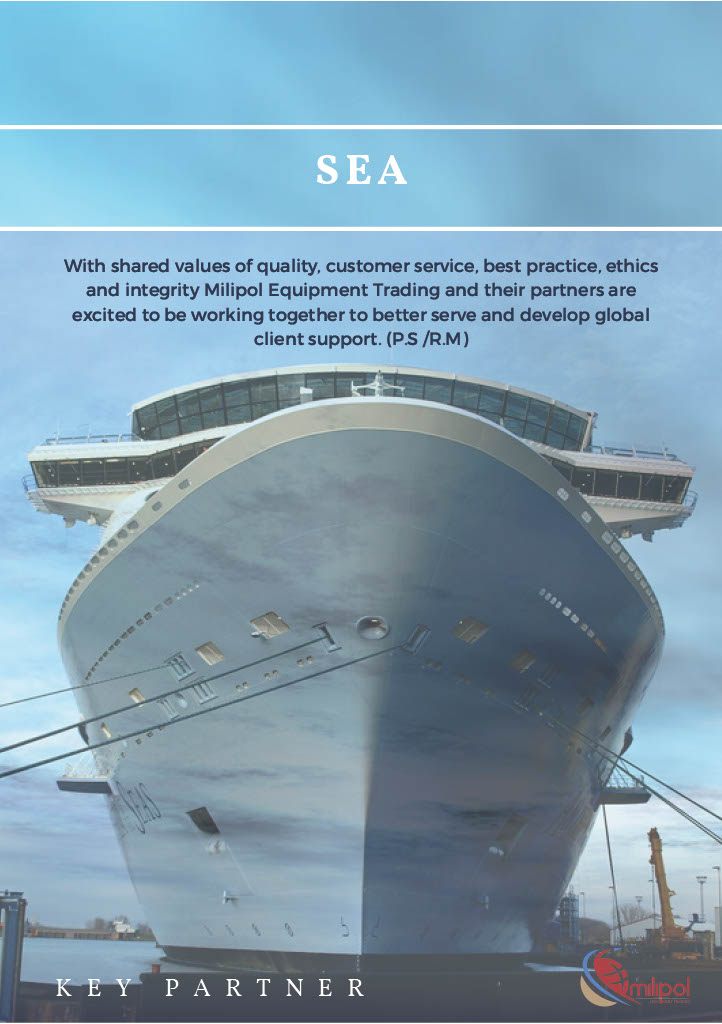 SEA
With shared values of quality, customer service, best practice, ethics
and integrity Milipol Equipment Trading and their partners are
excited to be working together to better serve and develop global
client support. (P.S /R.M)
SEAS
KEY PARTNER
milipol